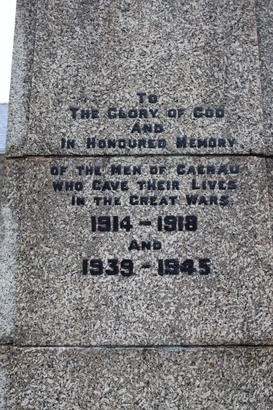 To
The Glory of God
And
In Honoured Memory
of the Men of Caerau
who Gave their Lives
in the Great Wars
1914 - 1918
And
1939 - 1945